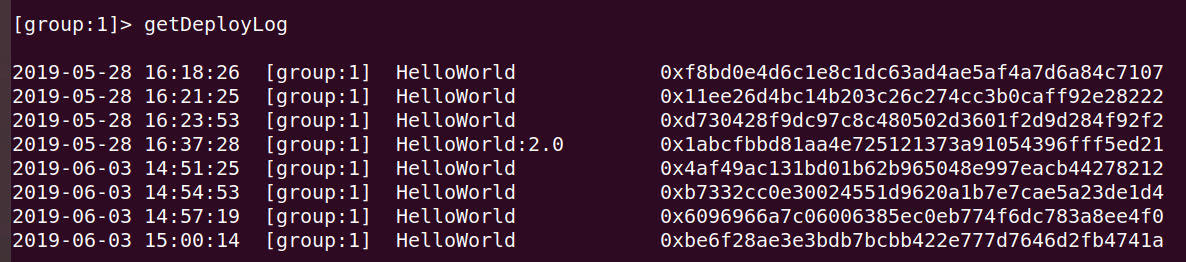 [group:1]> getDeployLog
2019-05-28 16:18:26 [group:1] HelloWorld 0xf8bd0e4d6c1e8c1dc63ad4ae5af4a7d6a84c7107
2019-05-28 16:21:25 [group:1] HelloWorld 0x11ee26d4bc14b203c26c274cc3b0caff92e28222
2019-05-28 16:23:53 [group:1] HelloWorld 0xd730428f9dc97c8c480502d3601f2d9d284f92f2
2019-05-28 16:37:28 [group:1] HelloWorld:2.0 0x1abcfbbd81aa4e725121373a91054396fff5ed21
2019-06-03 14:51:25 [group:1] HelloWorld 0x4af49ac131bd01b62b965048e997eacb44278212
2019-06-03 14:54:53 [group:1] HelloWorld 0xb7332cc0e30024551d9620a1b7e7cae5a23de1d4
2019-06-03 14:57:19 [group:1] HelloWorld 0x6096966a7c06006385ec0eb774f6dc783a8ee4f0
2019-06-03 15:00:14 [group:1] HelloWorld 0xbe6f28ae3e3bdb7bcbb422e777d7646d2fb4741a